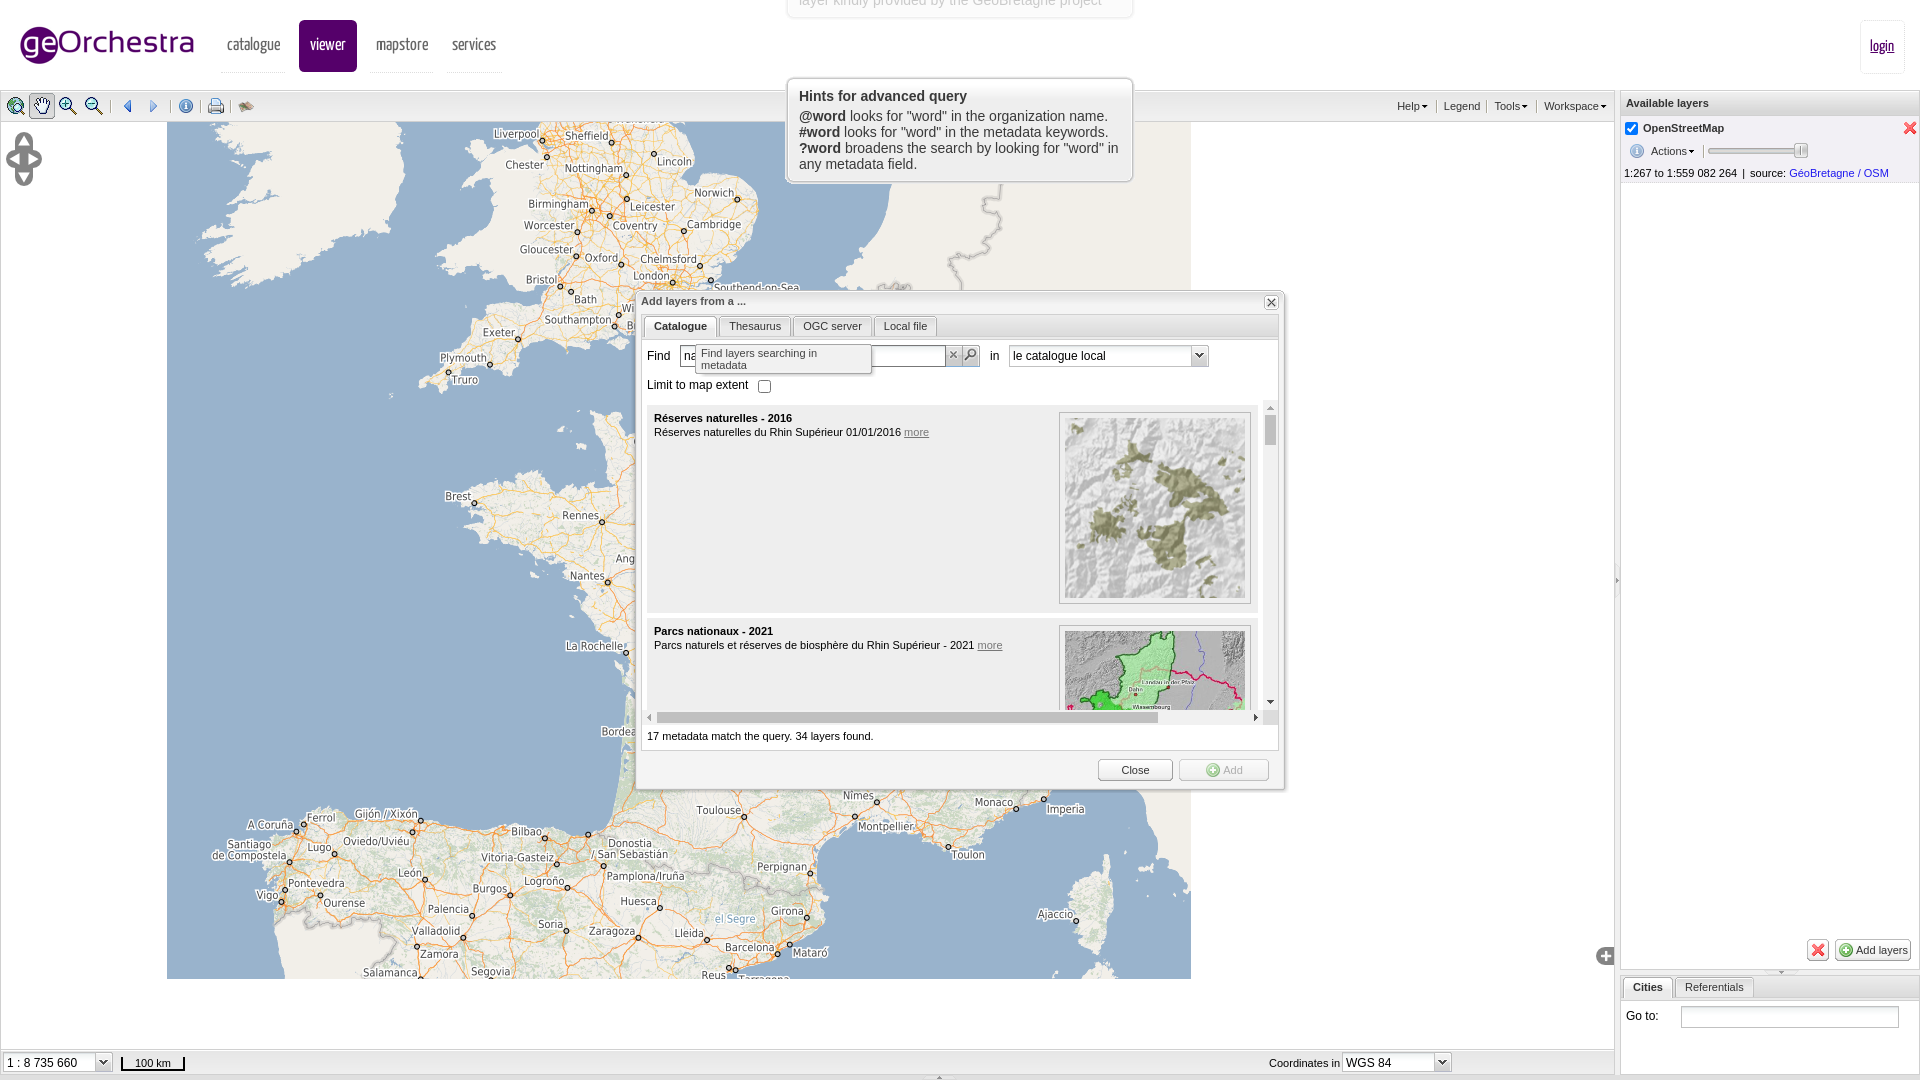 layer kindly provided by the GéoBretagne project
geOrchestra
catalogue
viewer
mapstore
services
login
Hints for advanced query
@word looks for "word" in the organization name.
#word looks for "word" in the metadata keywords.
?word broadens the search by looking for "word" in
any metadata field.
Help
Legend
Tools
Workspace
Available layers
OpenStreetMap
Actions
1:267 to 1:559 082 264 | source: GéoBretagne / OSM
Liverpool
Sheffield
Chester
Lincoln
Nottingham
Norwich
Birmingham
Leicester
Worcester
Coventry
Cambridge
Gloucester
Oxford
Chelmsford
Bristol
London
Bath
Southend-on-Sea
Southampton
Exeter
Plymouth
Truro
Brest
Rennes
Ang
Nantes
La Rochelle
Bordea
Add layers from a ...
Catalogue
Thesaurus
OGC server
Local file
Find
na
Find layers searching in
metadata
in
le catalogue local
Limit to map extent
Réserves naturelles - 2016
Réserves naturelles du Rhin Supérieur 01/01/2016 more
Parcs nationaux - 2021
Parcs naturels et réserves de biosphère du Rhin Supérieur - 2021 more
Dahn
Landau in der Pfalz
Wissembourg
17 metadata match the query. 34 layers found.
Close
Add
Toulouse
Nîmes
Montpellier
Monaco
Imperia
Toulon
Perpignan
A Coruña
Ferrol
Gijón /Xixón
Oviedo/Uviéu
Santiago
de Compostela
Lugo
Bilbao
Donostia
/ San Sebastián
Vitoria-Gasteiz
León
Logroño
Pamplona/Iruña
Pontevedra
Vigo
Ourense
Burgos
Huesca
Palencia
el Segre
Girona
Soria
Valladolid
Zaragoza
Lleida
Zamora
Barcelona
Mataró
Salamanca
Segovia
Reus
Tarragona
Ajaccio
Add layers
Cities
Referentials
Go to:
1 : 8 735 660
100 km
Coordinates in
WGS 84